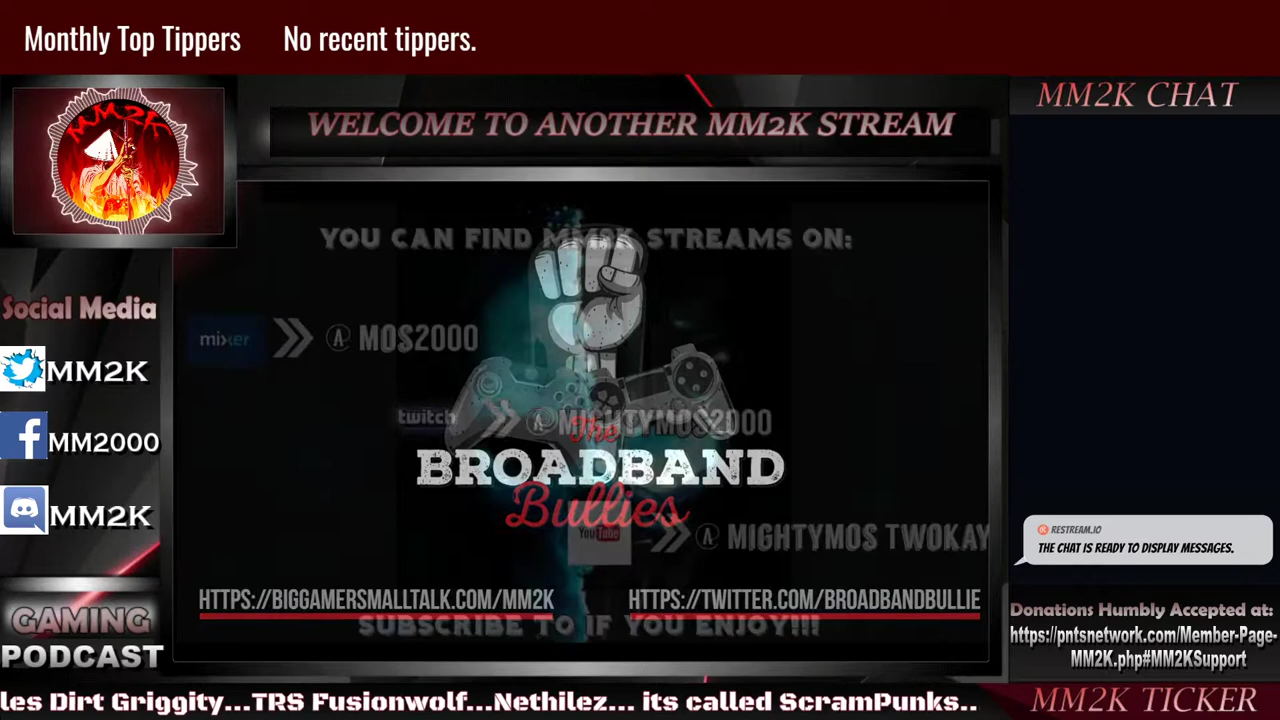 Monthly Top Tippers No recent tippers.
MM2K
WELCOME TO ANOTHER MM2K STREAM
MM2K CHAT
YOU CAN FIND MM2K STREAMS ON:
mixer @ MOS2000
twitch @ MIGHTYMOS2000
The
BROADBAND
Bullies
YouTube @ MIGHTYMOS TWOKAY
HTTPS://BIGGAMERSMALLTALK.COM/MM2K HTTPS://TWITTER.COM/BROADBANDBULLIE
SUBSCRIBE TO IF YOU ENJOY!!!
Social Media
MM2K
MM2000
MM2K
GAMING
PODCAST
RESTREAM.IO
THE CHAT IS READY TO DISPLAY MESSAGES.
Donations Humbly Accepted at:
https://pntsnetwork.com/Member-Page-
MM2K.php#MM2KSupport
les Dirt Griggity...TRS Fusionwolf...Nethilez... its called ScramPunks..
MM2K TICKER